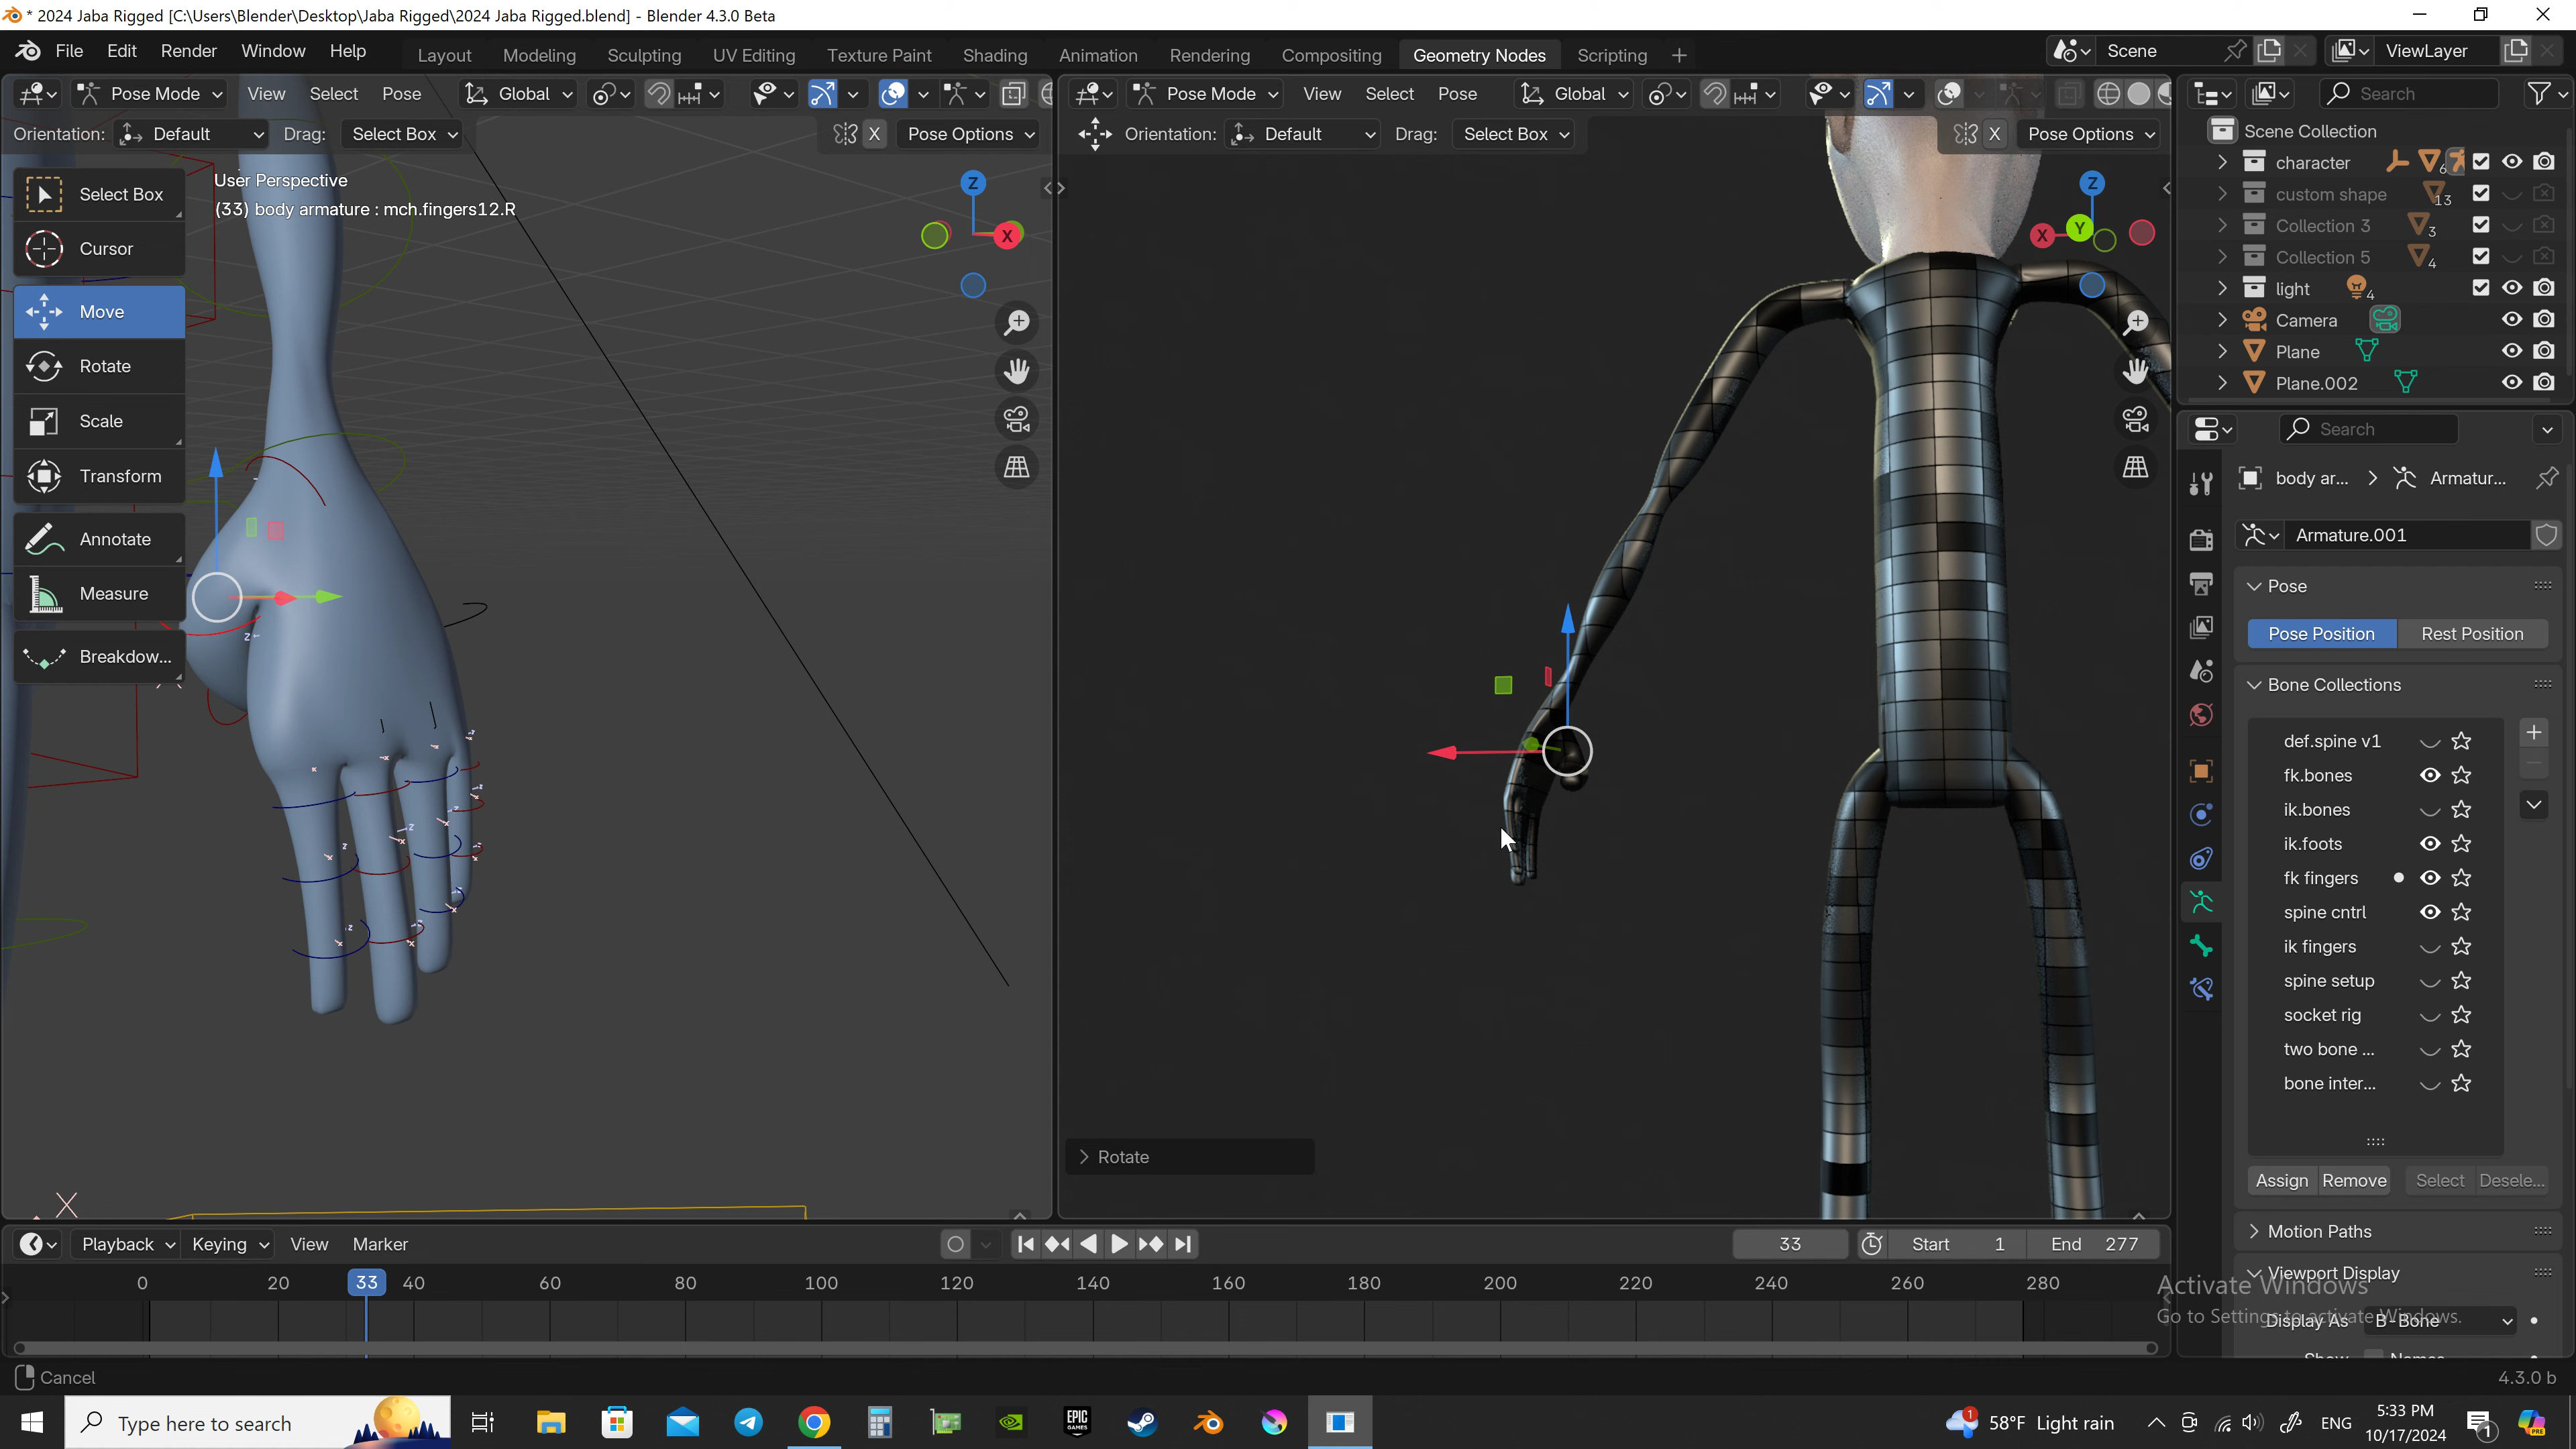 * 2024 Jaba Rigged [C:\Users\Blender\Desktop\Jaba Rigged\2024 Jaba Rigged.blend] - Blender 4.3.0 Beta
File Edit Render Window Help Layout Modeling Sculpting UV Editing Texture Paint Shading Animation Rendering Compositing Geometry Nodes Scripting + Scene ViewLayer
Pose Mode View Select Pose Global
Pose Mode View Select Pose Global
Search
Orientation: Default Drag: Select Box X Pose Options
Orientation: Default Drag: Select Box X Pose Options
User Perspective
(33) body armature : mch.fingers12.R
Select Box
Cursor
Move
Rotate
Scale
Transform
Annotate
Measure
Breakdow...
Z
X
Z
X
Y
Rotate
Scene Collection
character 6
custom shape 13
Collection 3 3
Collection 5 4
light 4
Camera
Plane
Plane.002
Search
body ar... > Armatur...
Armature.001
Pose
Pose Position Rest Position
Bone Collections
def.spine v1
fk.bones
ik.bones
ik.foots
fk fingers
spine cntrl
ik fingers
spine setup
socket rig
two bone ...
bone inter...
Assign Remove Select Desele...
Motion Paths
Viewport Display
Display As B-Bone
Activate Windows
Go to Settings to activate Windows.
Playback Keying View Marker 33 Start 1 End 277
0 20 33 40 60 80 100 120 140 160 180 200 220 240 260 280
Cancel
4.3.0 b
Type here to search
EPIC GAMES
1
58°F Light rain
ENG
5:33 PM
10/17/2024
1
PRE